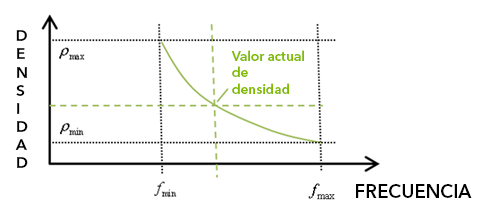 DENSIDAD
ρmax
Valor actual
de
densidad
ρmin
fmin
fmax
FRECUENCIA